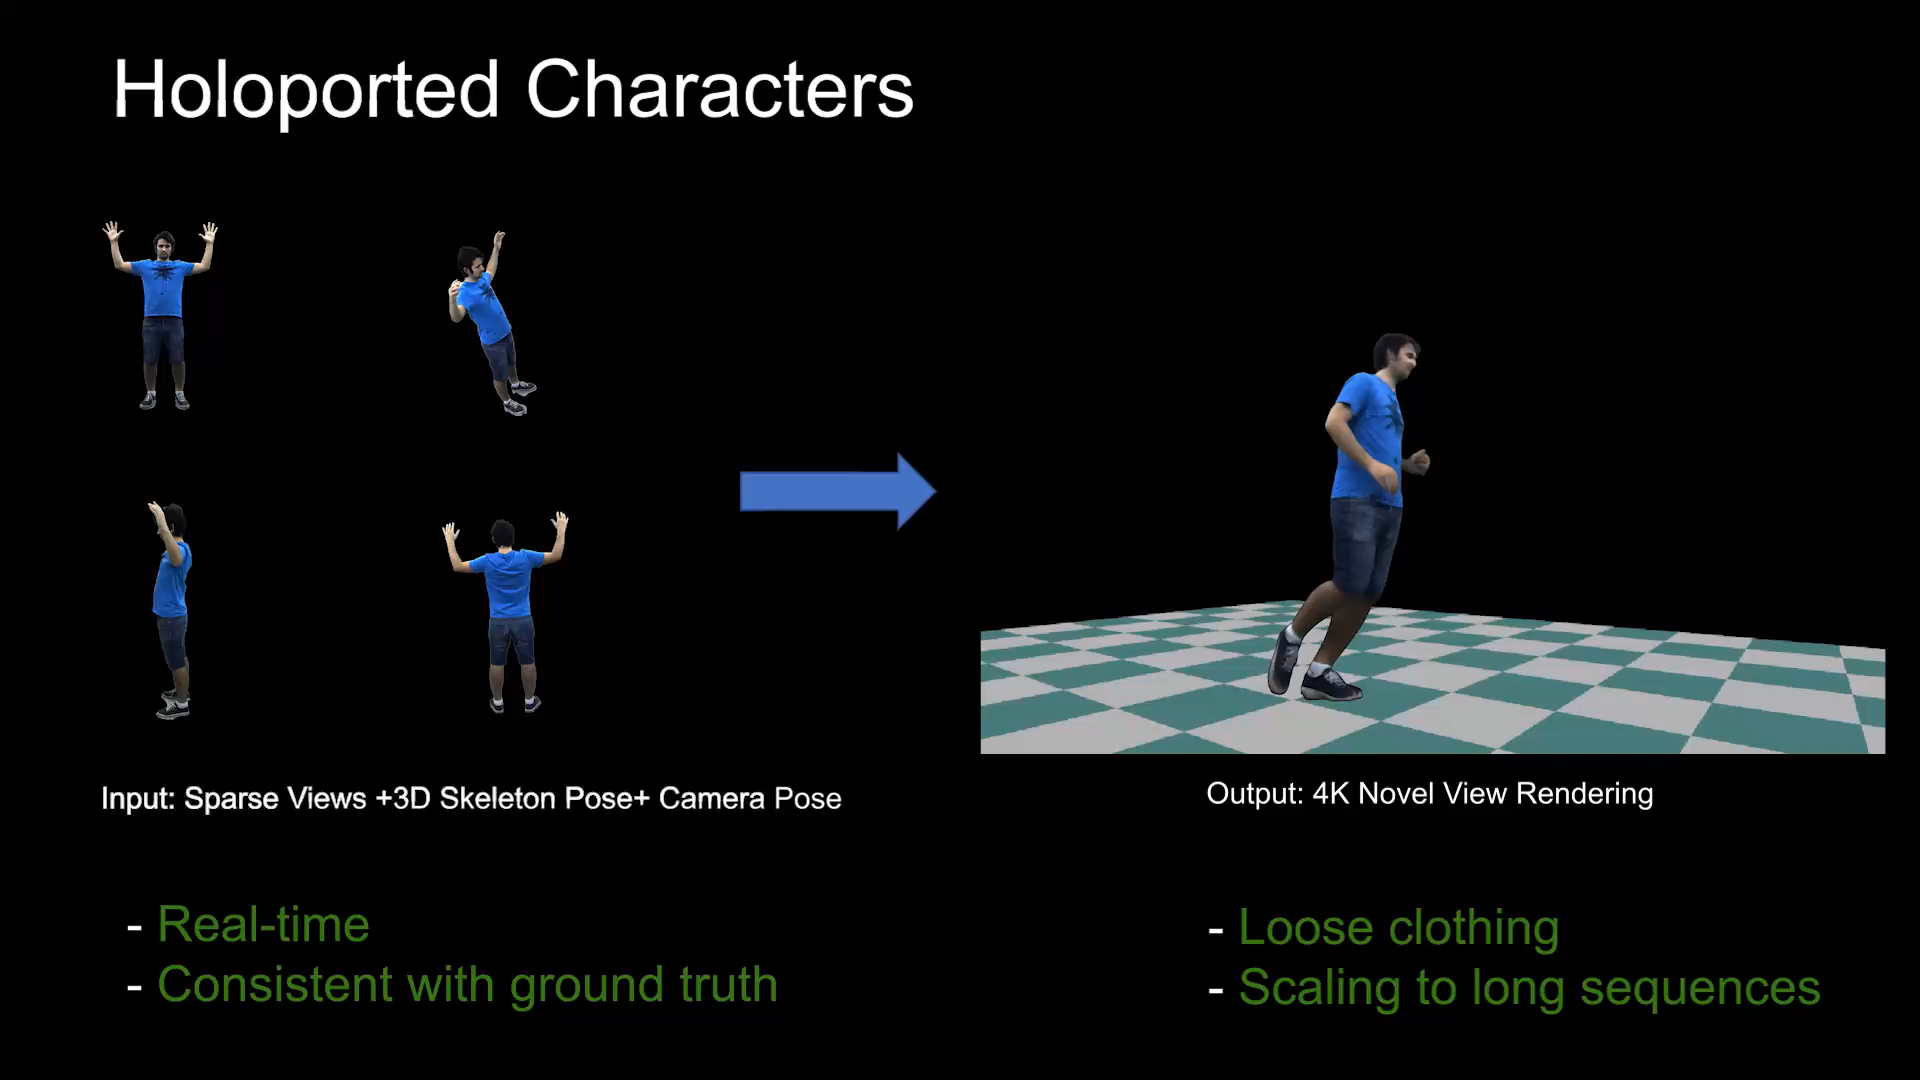 Holoported Characters
Input: Sparse Views +3D Skeleton Pose+ Camera Pose
Output: 4K Novel View Rendering
- Real-time
- Consistent with ground truth
- Loose clothing
- Scaling to long sequences